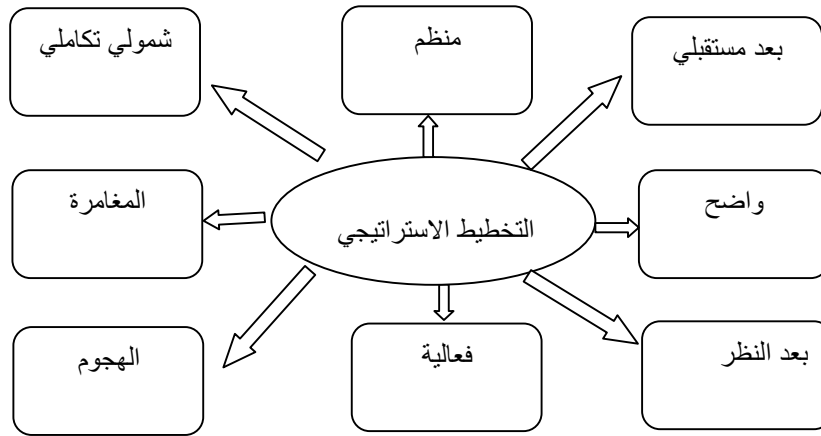 بعد مستقبلي
منظم
شمولي تكاملي
واضح
التخطيط الاستراتيجي
المغامرة
بعد النظر
فعالية
الهجوم